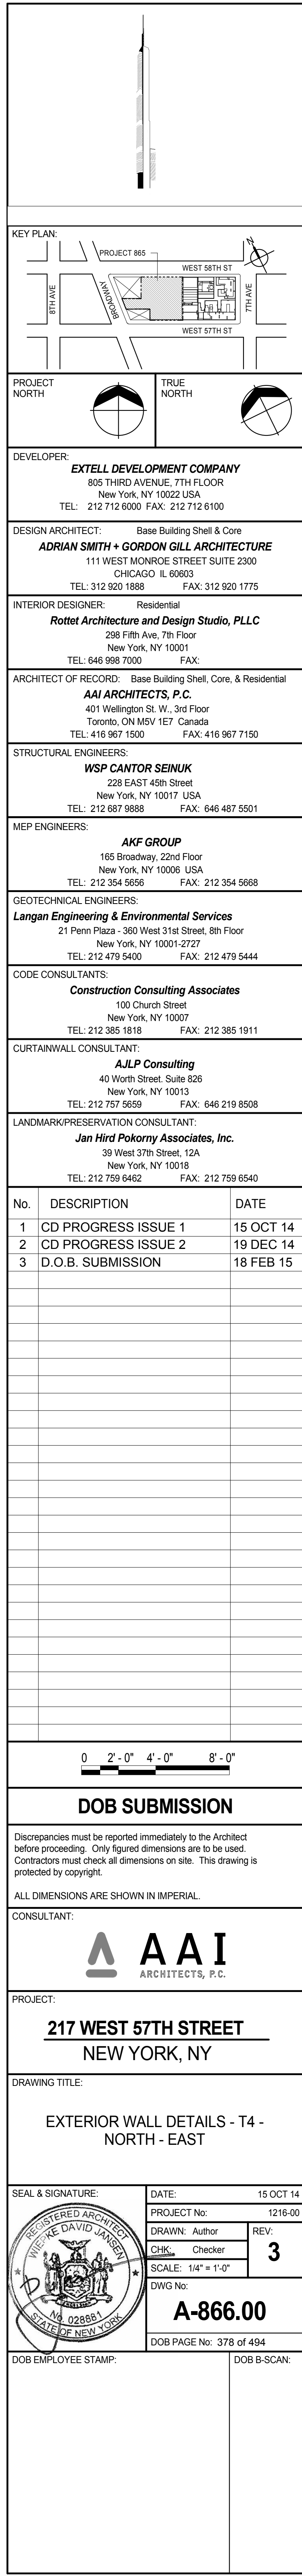 KEY PLAN:
N
PROJECT 865
WEST 58TH ST
8TH AVE
BROADWAY
7TH AVE
WEST 57TH ST
PROJECT
NORTH
TRUE
NORTH
DEVELOPER:
EXTELL DEVELOPMENT COMPANY
805 THIRD AVENUE, 7TH FLOOR
New York, NY 10022 USA
TEL: 212 712 6000 FAX: 212 712 6100
DESIGN ARCHITECT: Base Building Shell & Core
ADRIAN SMITH + GORDON GILL ARCHITECTURE
111 WEST MONROE STREET SUITE 2300
CHICAGO IL 60603
TEL: 312 920 1888 FAX: 312 920 1775
INTERIOR DESIGNER: Residential
Rottet Architecture and Design Studio, PLLC
298 Fifth Ave, 7th Floor
New York, NY 10001
TEL: 646 998 7000 FAX:
ARCHITECT OF RECORD: Base Building Shell, Core, & Residential
AAI ARCHITECTS, P.C.
401 Wellington St. W., 3rd Floor
Toronto, ON M5V 1E7 Canada
TEL: 416 967 1500 FAX: 416 967 7150
STRUCTURAL ENGINEERS:
WSP CANTOR SEINUK
228 EAST 45th Street
New York, NY 10017 USA
TEL: 212 687 9888 FAX: 646 487 5501
MEP ENGINEERS:
AKF GROUP
165 Broadway, 22nd Floor
New York, NY 10006 USA
TEL: 212 354 5656 FAX: 212 354 5668
GEOTECHNICAL ENGINEERS:
Langan Engineering & Environmental Services
21 Penn Plaza - 360 West 31st Street, 8th Floor
New York, NY 10001-2727
TEL: 212 479 5400 FAX: 212 479 5444
CODE CONSULTANTS:
Construction Consulting Associates
100 Church Street
New York, NY 10007
TEL: 212 385 1818 FAX: 212 385 1911
CURTAINWALL CONSULTANT:
AJLP Consulting
40 Worth Street. Suite 826
New York, NY 10013
TEL: 212 757 5659 FAX: 646 219 8508
LANDMARK/PRESERVATION CONSULTANT:
Jan Hird Pokorny Associates, Inc.
39 West 37th Street, 12A
New York, NY 10018
TEL: 212 759 6462 FAX: 212 759 6540
No. DESCRIPTION DATE
1 CD PROGRESS ISSUE 1 15 OCT 14
2 CD PROGRESS ISSUE 2 19 DEC 14
3 D.O.B. SUBMISSION 18 FEB 15
0 2' - 0" 4' - 0" 8' - 0"
DOB SUBMISSION
Discrepancies must be reported immediately to the Architect
before proceeding. Only figured dimensions are to be used.
Contractors must check all dimensions on site. This drawing is
protected by copyright.
ALL DIMENSIONS ARE SHOWN IN IMPERIAL.
CONSULTANT:
AAI
ARCHITECTS, P.C.
PROJECT:
217 WEST 57TH STREET
NEW YORK, NY
DRAWING TITLE:
EXTERIOR WALL DETAILS - T4 -
NORTH - EAST
SEAL & SIGNATURE:
REGISTERED ARCHITECT
WIEPKE DAVID JANSEN
No. 028881
STATE OF NEW YORK
DATE: 15 OCT 14
PROJECT No: 1216-00
DRAWN: Author
CHK: Checker
SCALE: 1/4" = 1'-0"
REV:
3
DWG No:
A-866.00
DOB PAGE No: 378 of 494
DOB EMPLOYEE STAMP:
DOB B-SCAN: